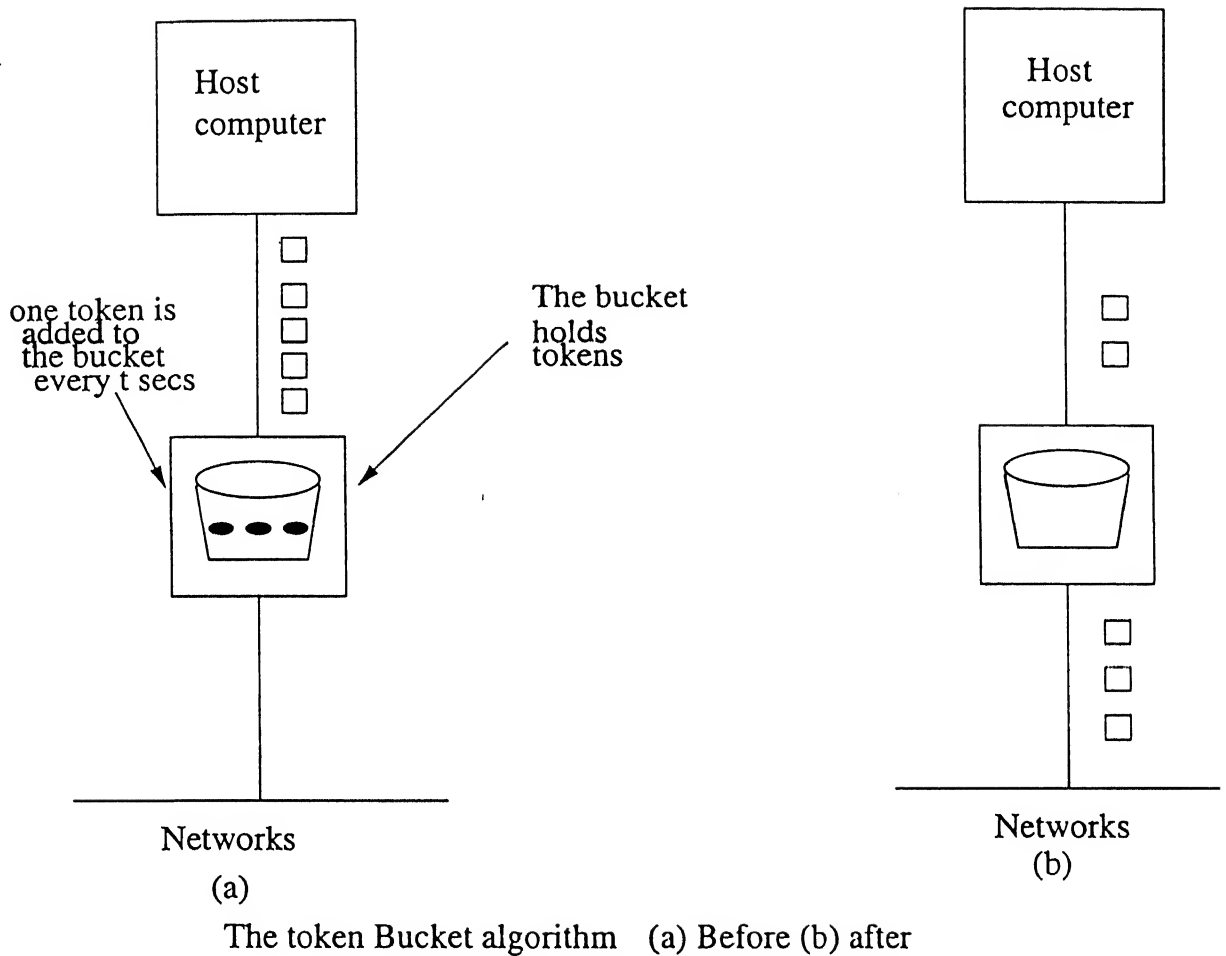 Host
computer
one token is
added to
the bucket
every t secs
The bucket
holds
tokens
Networks
(a)
Host
computer
Networks
(b)
The token Bucket algorithm (a) Before (b) after